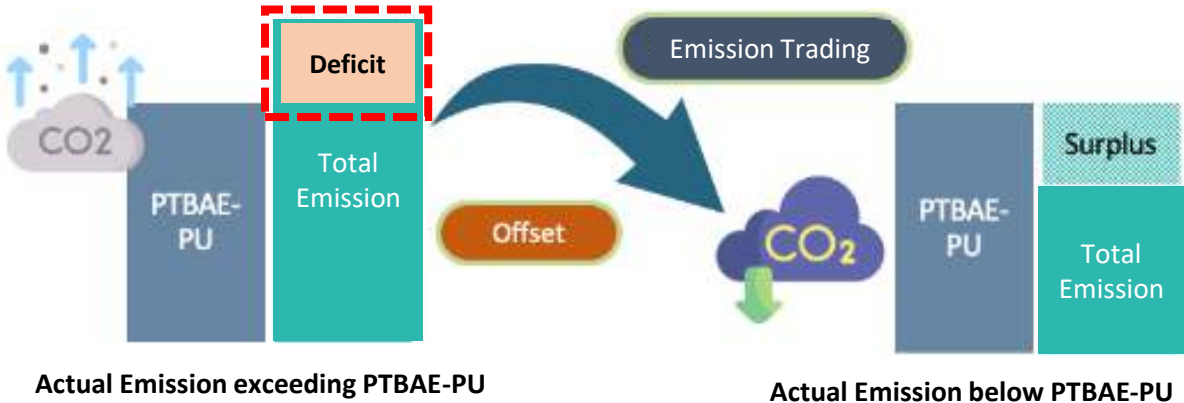 Deficit
CO2
PTBAE-
PU
Total
Emission
Actual Emission exceeding PTBAE-PU
Emission Trading
Offset
CO₂
PTBAE-
PU
Surplus
Total
Emission
Actual Emission below PTBAE-PU